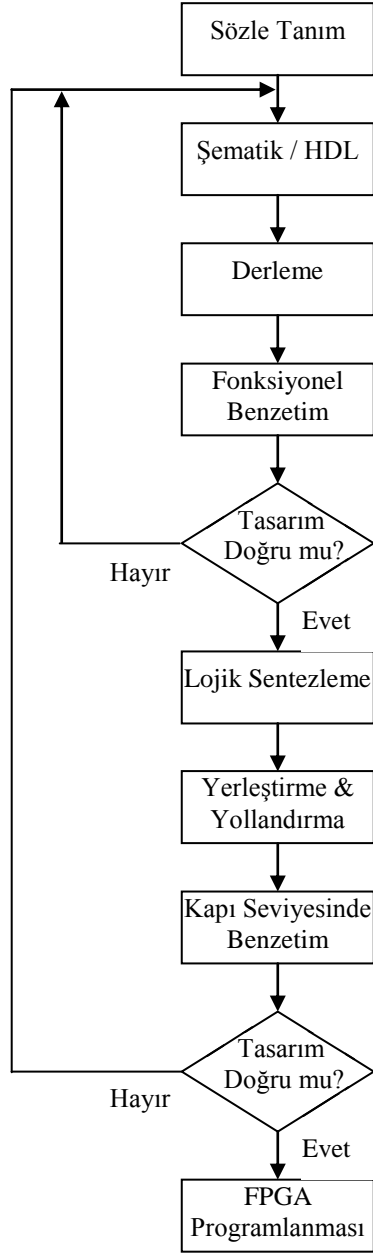 Sözle Tanım
Şematik / HDL
Derleme
Fonksiyonel
Benzetim
Tasarım
Doğru mu?
Hayır
Evet
Lojik Sentezleme
Yerleştirme &
Yollandırma
Kapı Seviyesinde
Benzetim
Tasarım
Doğru mu?
Hayır
Evet
FPGA
Programlanması